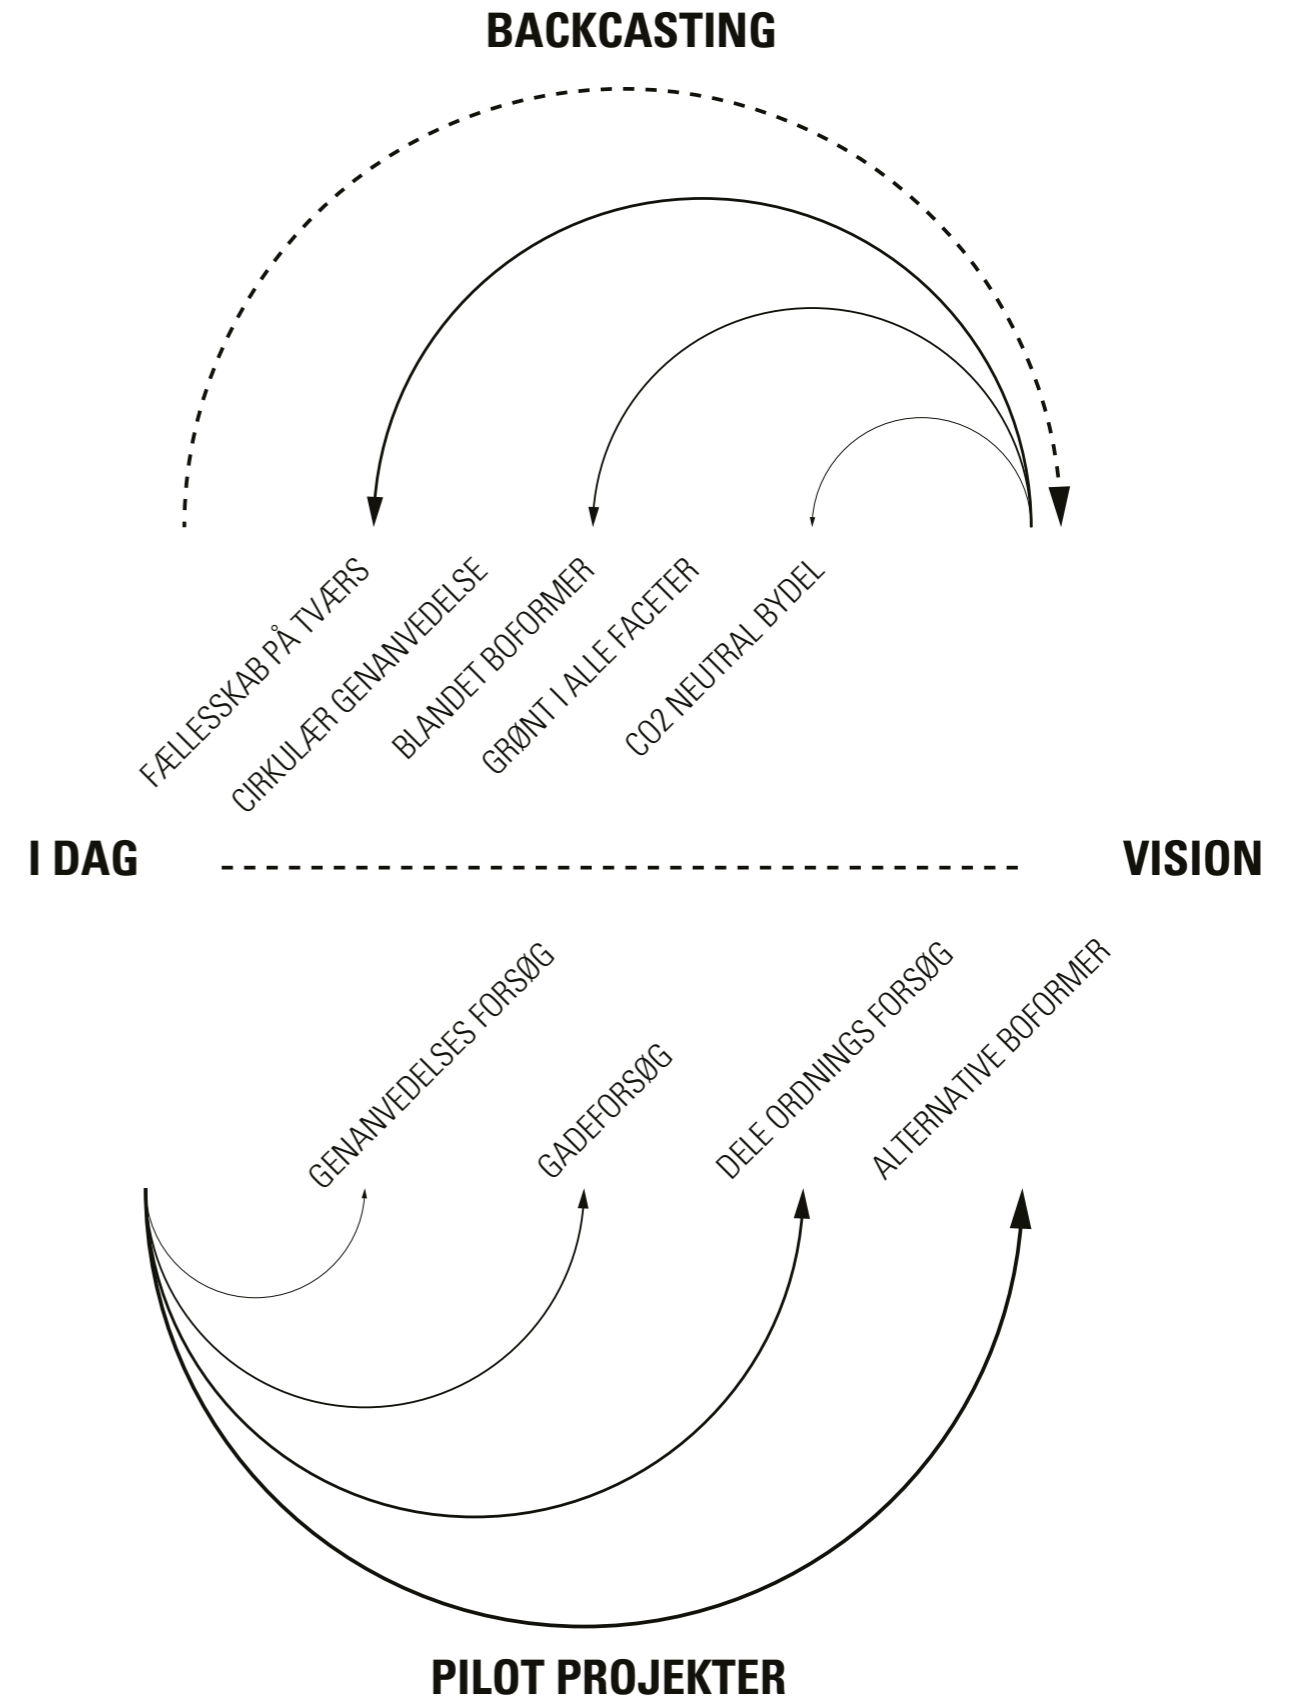 BACKCASTING
FÆLLESSKAB PÅ TVÆRS
CIRKULÆR GENANVEDELSE
BLANDET BOFORMER
GRØNT I ALLE FACETER
CO2 NEUTRAL BYDEL
I DAG
VISION
GENANVEDELSES FORSØG
GADEFORSØG
DELE ORDNINGS FORSØG
ALTERNATIVE BOFORMER
PILOT PROJEKTER